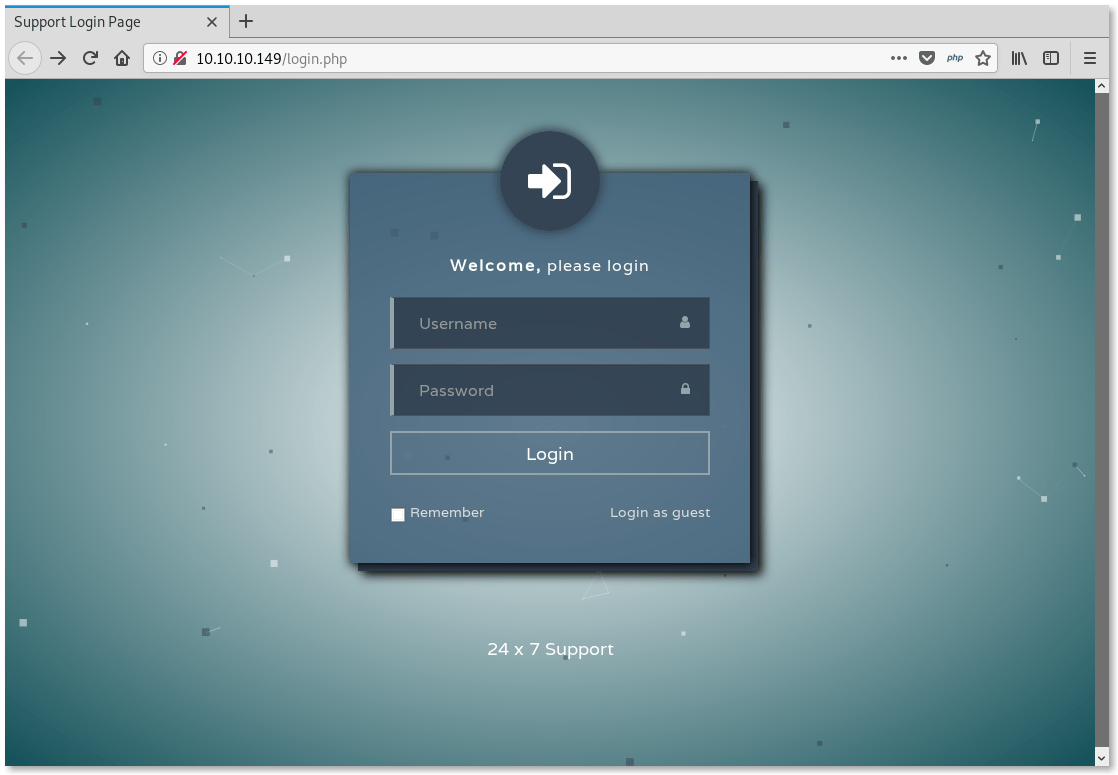 Support Login Page
10.10.10.149/login.php
php
Welcome, please login
Username
Password
Login
Remember
Login as guest
24 x 7 Support